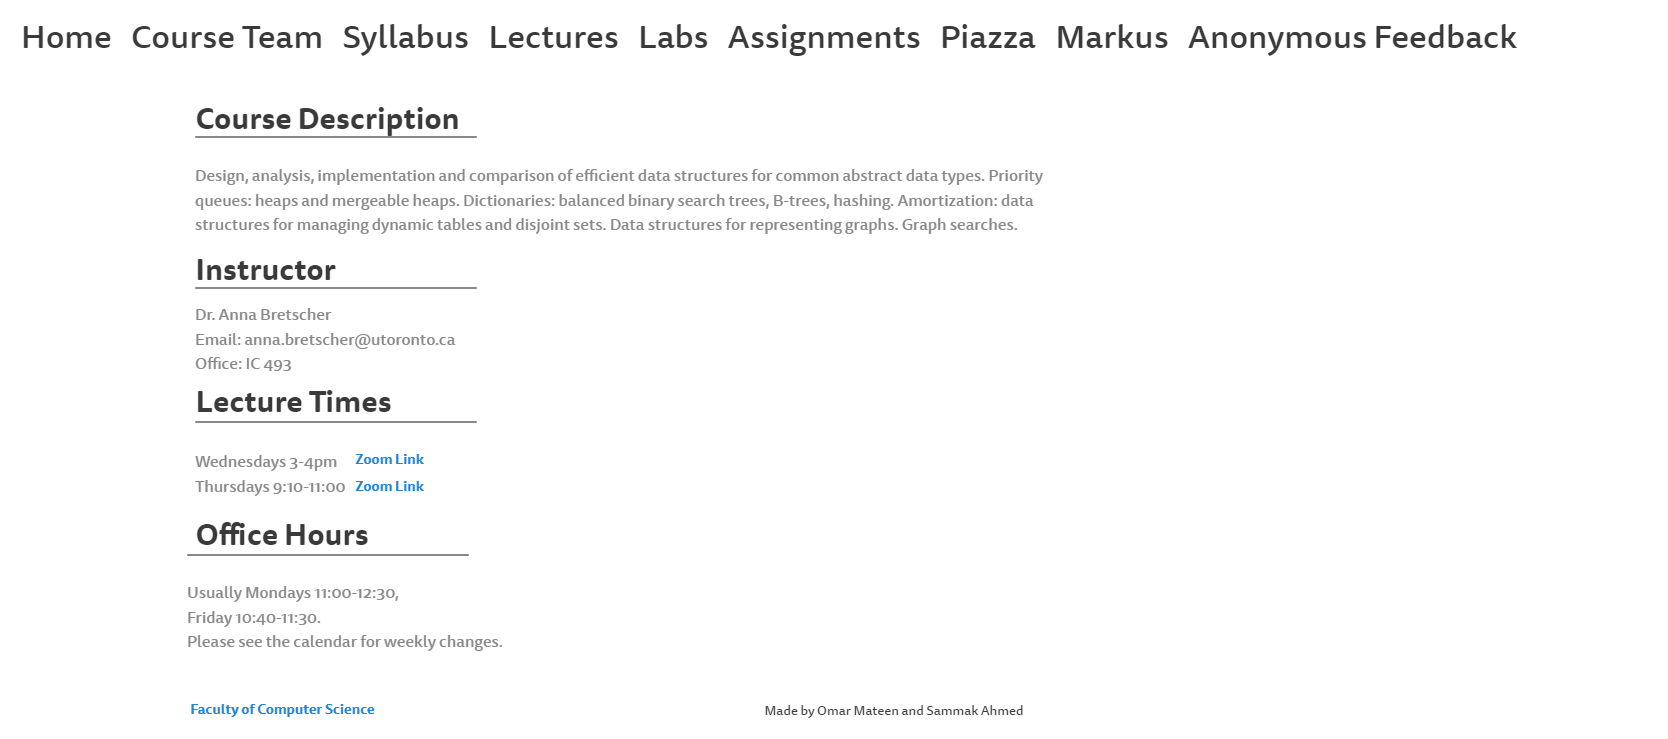 Home Course Team Syllabus Lectures Labs Assignments Piazza Markus Anonymous Feedback
Course Description
Design, analysis, implementation and comparison of efficient data structures for common abstract data types. Priority
queues: heaps and mergeable heaps. Dictionaries: balanced binary search trees, B-trees, hashing. Amortization: data
structures for managing dynamic tables and disjoint sets. Data structures for representing graphs. Graph searches.
Instructor
Dr. Anna Bretscher
Email: anna.bretscher@utoronto.ca
Office: IC 493
Lecture Times
Wednesdays 3-4pm Zoom Link
Thursdays 9:10-11:00 Zoom Link
Office Hours
Usually Mondays 11:00-12:30,
Friday 10:40-11:30.
Please see the calendar for weekly changes.
Faculty of Computer Science
Made by Omar Mateen and Sammak Ahmed